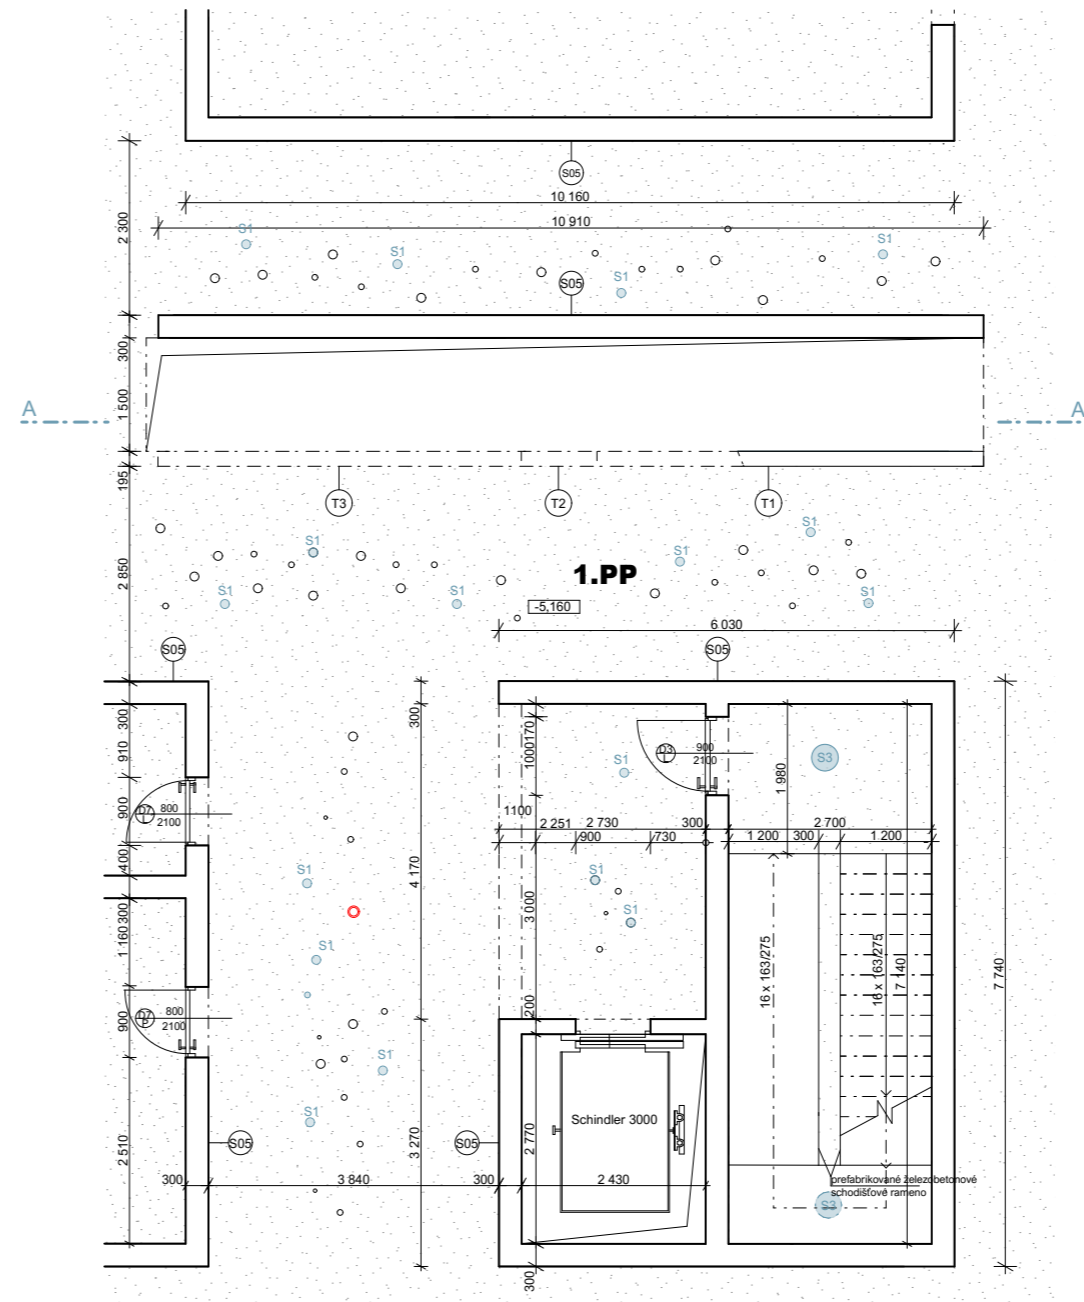 S05
10 160
10 910
2 300
S1
S1
S1
S1
S05
300
A
1 500
A
195
T3
T2
T1
S1
S1
S1
S1
S1
S1
2 850
1.PP
-5,160
6 030
S05
S05
300
300
170
1000
910
S1
D3
L
900
2100
S3
1 980
D7
L
800
2100
900
1100
2 251
2 730
300
2 700
900
730
1 200
300
1 200
400
4 170
S1
S1
S1
3 000
300
1 160
S1
16 x 163/275
16 x 163/275
7 140
7 740
200
D7
P
800
2100
900
S1
S1
Schindler 3000
2 510
S05
3 270
S05
2 770
300
3 840
300
2 430
prefabrikované železobetonové
schodišťové rameno
S3
300